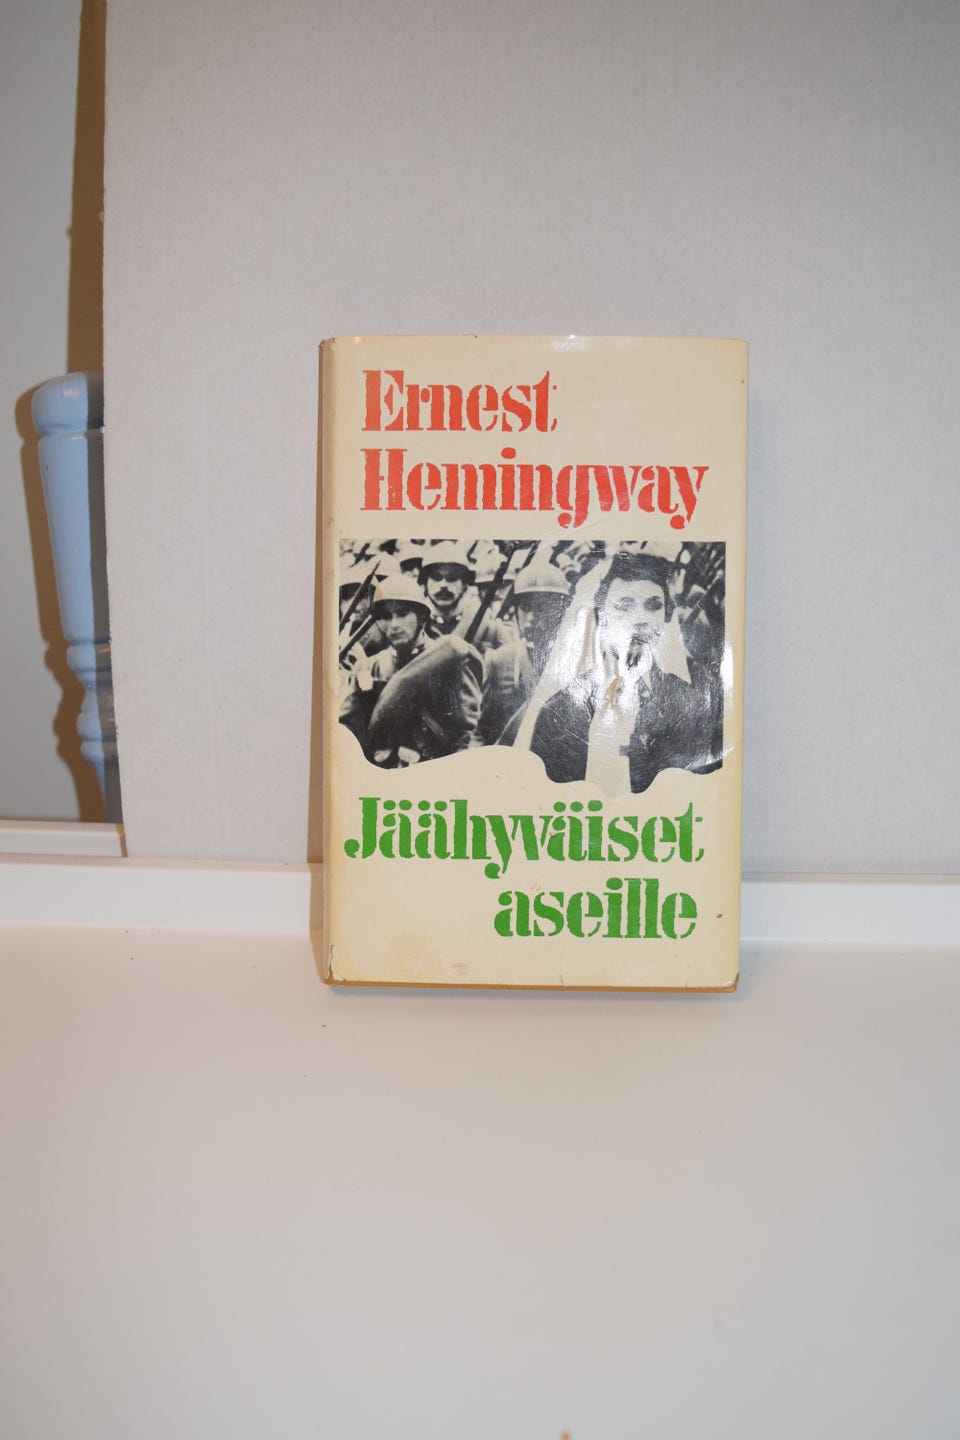 Ernest
Hemingway
Jäähyväiset
aseille